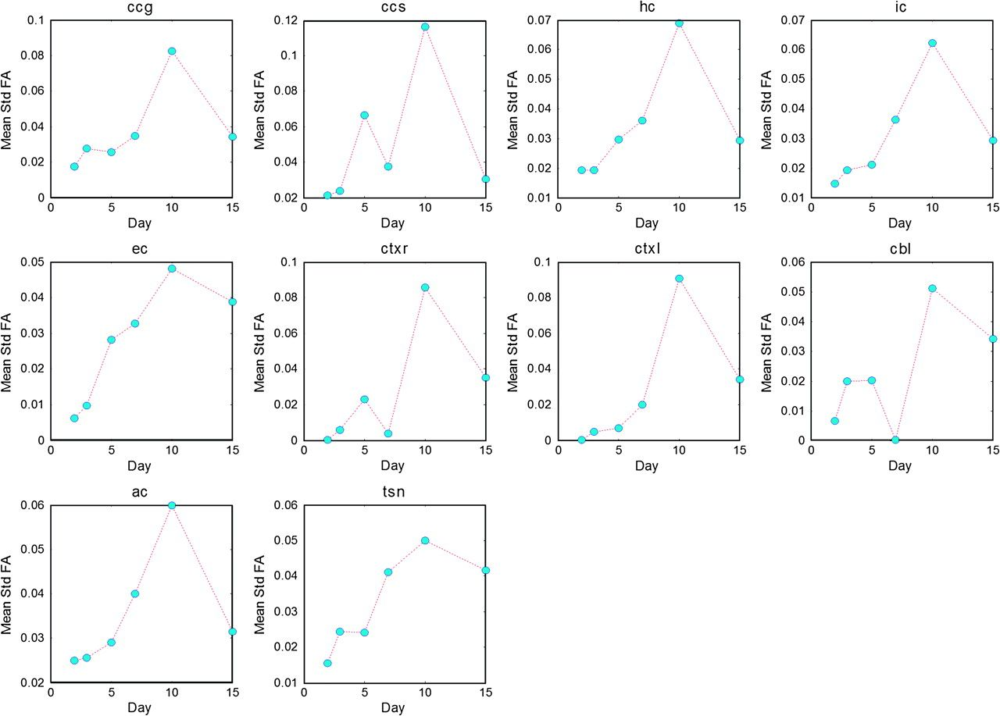 ccg
Mean Std FA
0.1
0.08
0.06
0.04
0.02
0
0 5 10 15
Day
ccs
Mean Std FA
0.12
0.1
0.08
0.06
0.04
0.02
0 5 10 15
Day
hc
Mean Std FA
0.07
0.06
0.05
0.04
0.03
0.02
0.01
0 5 10 15
Day
ic
Mean Std FA
0.07
0.06
0.05
0.04
0.03
0.02
0.01
0 5 10 15
Day
ec
Mean Std FA
0.05
0.04
0.03
0.02
0.01
0
0 5 10 15
Day
ctxr
Mean Std FA
0.1
0.08
0.06
0.04
0.02
0
0 5 10 15
Day
ctxl
Mean Std FA
0.1
0.08
0.06
0.04
0.02
0
0 5 10 15
Day
cbl
Mean Std FA
0.06
0.05
0.04
0.03
0.02
0.01
0
0 5 10 15
Day
ac
Mean Std FA
0.06
0.05
0.04
0.03
0.02
0 5 10 15
Day
tsn
Mean Std FA
0.06
0.05
0.04
0.03
0.02
0.01
0 5 10 15
Day